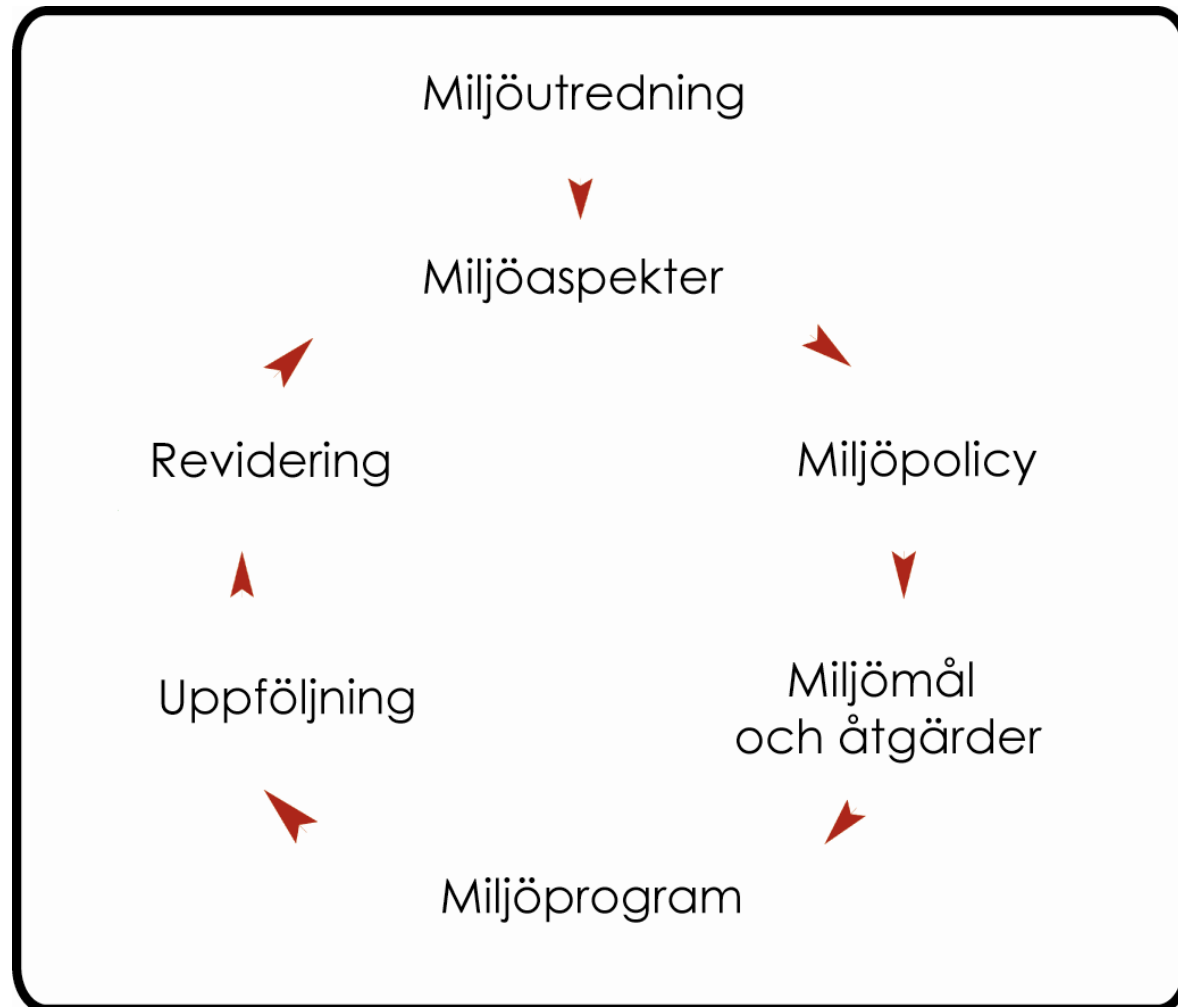 Miljöutredning
Miljöaspekter
Revidering
Miljöpolicy
Uppföljning
Miljömål
och åtgärder
Miljöprogram